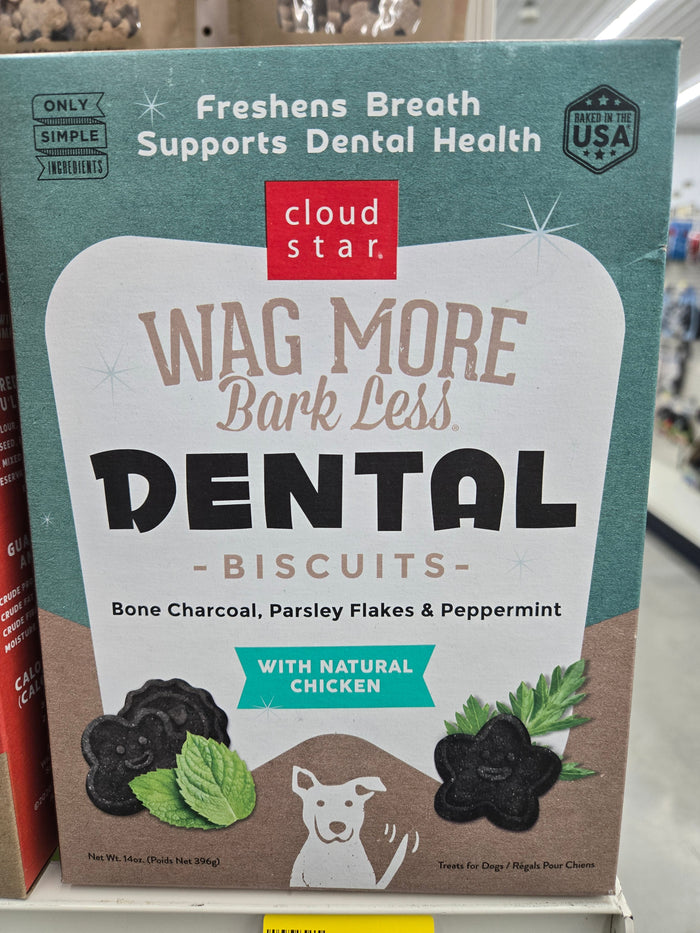 ONLY
SIMPLE
INGREDIENTS
Freshens Breath
Supports Dental Health
BAKED IN THE
USA
cloud
star.
WAG MORE
Bark Less®
DENTAL
-BISCUITS-
Bone Charcoal, Parsley Flakes & Peppermint
WITH NATURAL
CHICKEN
Net Wt. 14oz. (Poids Net 396g)
Treats for Dogs / Régals Pour Chiens